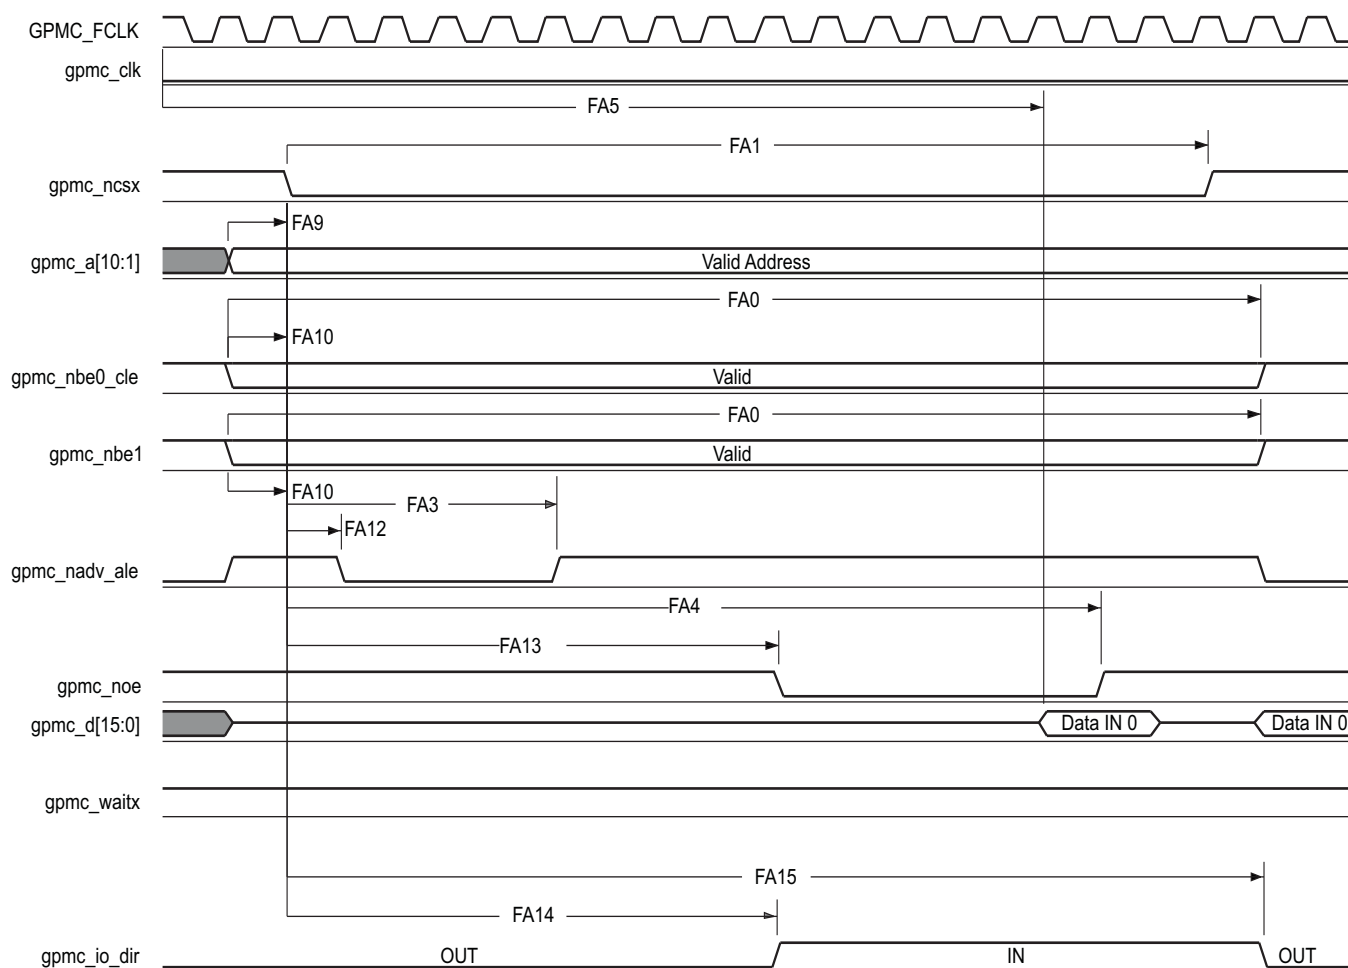 GPMC_FCLK
gpmc_clk
FA5
FA1
gpmc_ncsx
FA9
gpmc_a[10:1]
Valid Address
FA0
FA10
gpmc_nbe0_cle
Valid
FA0
gpmc_nbe1
Valid
FA10
FA3
FA12
gpmc_nadv_ale
FA4
FA13
gpmc_noe
gpmc_d[15:0]
Data IN 0
Data IN 0
gpmc_waitx
FA15
FA14
gpmc_io_dir
OUT
IN
OUT